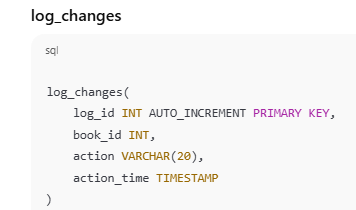 log_changes
sql
log_changes(
    log_id INT AUTO_INCREMENT PRIMARY KEY,
    book_id INT,
    action VARCHAR(20),
    action_time TIMESTAMP
)